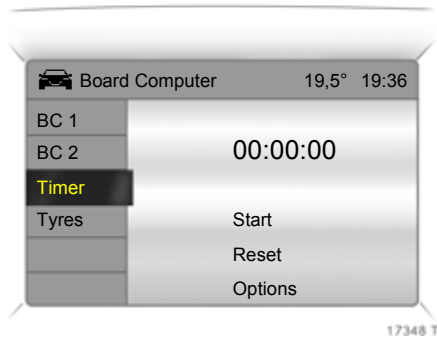 Board Computer 19,5° 19:36
BC 1
BC 2
00:00:00
Timer
Tyres
Start
Reset
Options
17348 T